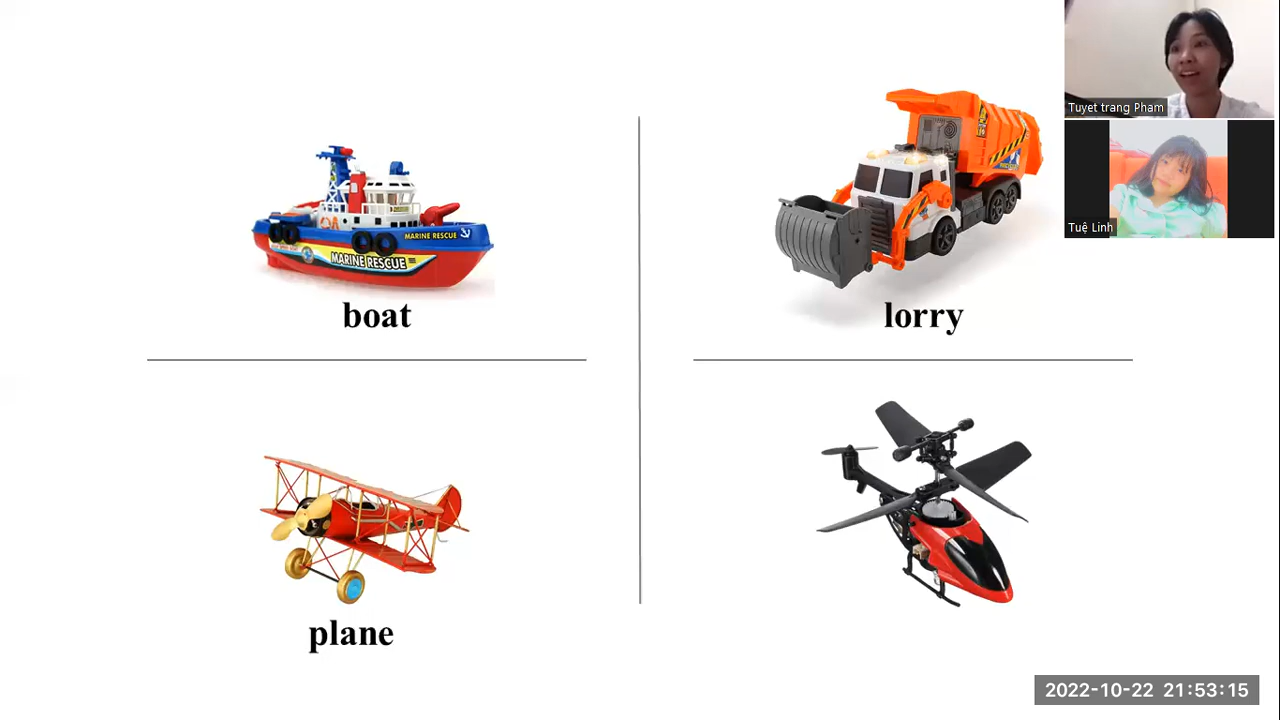 Tuyet trang Pham
Tuệ Linh
MARINE RESCUE
MARINE RESCUE
boat
lorry
plane
2022-10-22 21:53:15